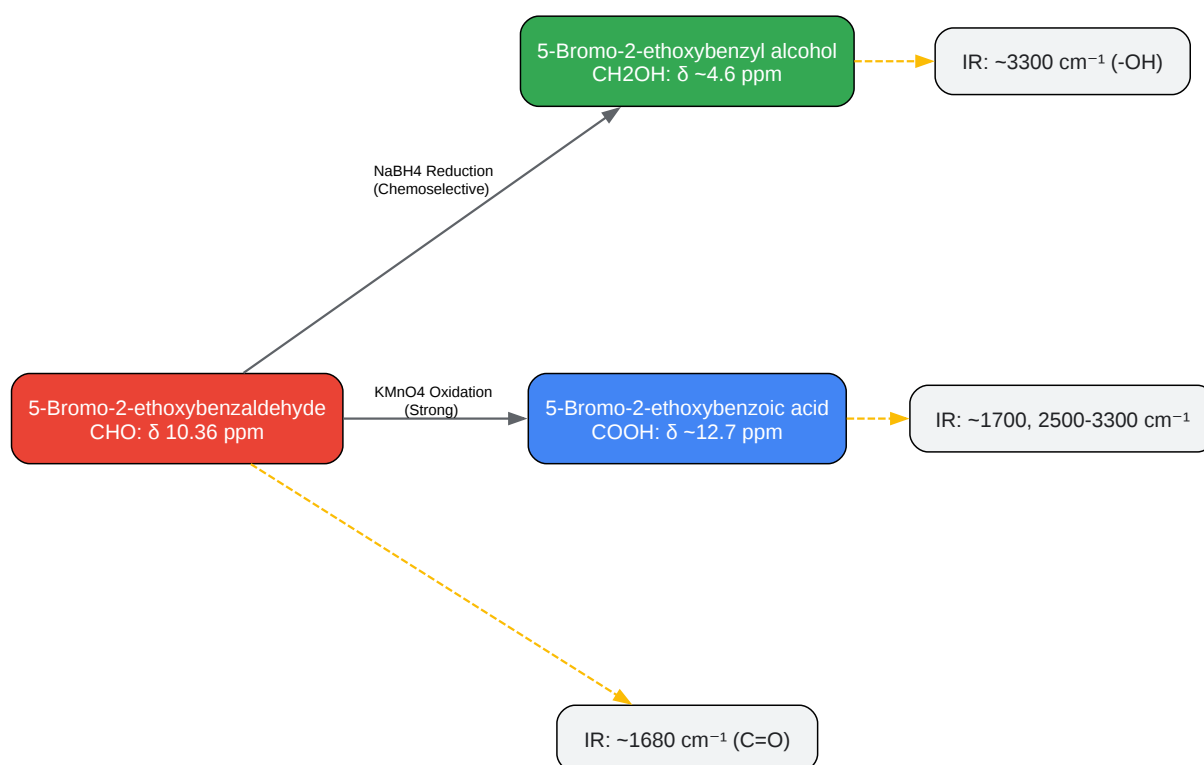 5-Bromo-2-ethoxybenzyl alcohol
CH2OH: δ ~4.6 ppm
IR: ~3300 cm⁻¹ (-OH)
NaBH4 Reduction
(Chemoselective)
5-Bromo-2-ethoxybenzaldehyde
CHO: δ 10.36 ppm
KMnO4 Oxidation
(Strong)
5-Bromo-2-ethoxybenzoic acid
COOH: δ ~12.7 ppm
IR: ~1700, 2500-3300 cm⁻¹
IR: ~1680 cm⁻¹ (C=O)